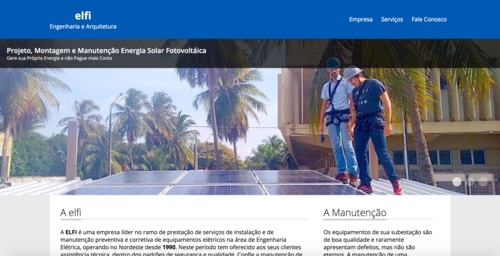 elfi
Engenharia e Arquitetura
Empresa Serviços Fale Conosco
Projeto, Montagem e Manutenção Energia Solar Fotovoltáica
Gere sua Própria Energia e não Pague mais Conta
A elfi
A ELFI é uma empresa líder no ramo de prestação de serviços de instalação e de
manutenção preventiva e corretiva de equipamentos elétricos na área de Engenharia
Elétrica, operando no Nordeste desde 1990. Neste período tem oferecido aos seus clientes
assistência técnica, dentro dos padrões de segurança e qualidade. Confie a manutenção de
A Manutenção
Os equipamentos de sua subestação são
de boa qualidade e raramente
apresentam defeitos, mas não são
eternos. A manutenção de uma